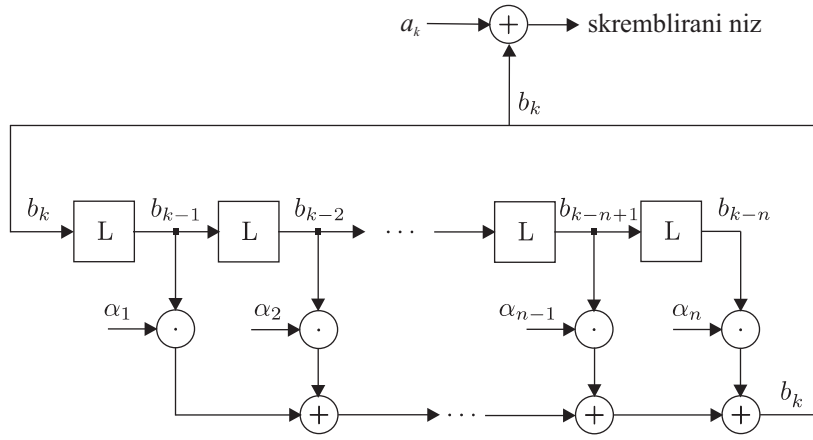 a_k + skremblirani niz
b_k
b_k L b_{k-1} L b_{k-2} ··· L b_{k-n+1} L b_{k-n}
α_1 · α_2 · α_{n-1} · α_n ·
+ ··· + + b_k